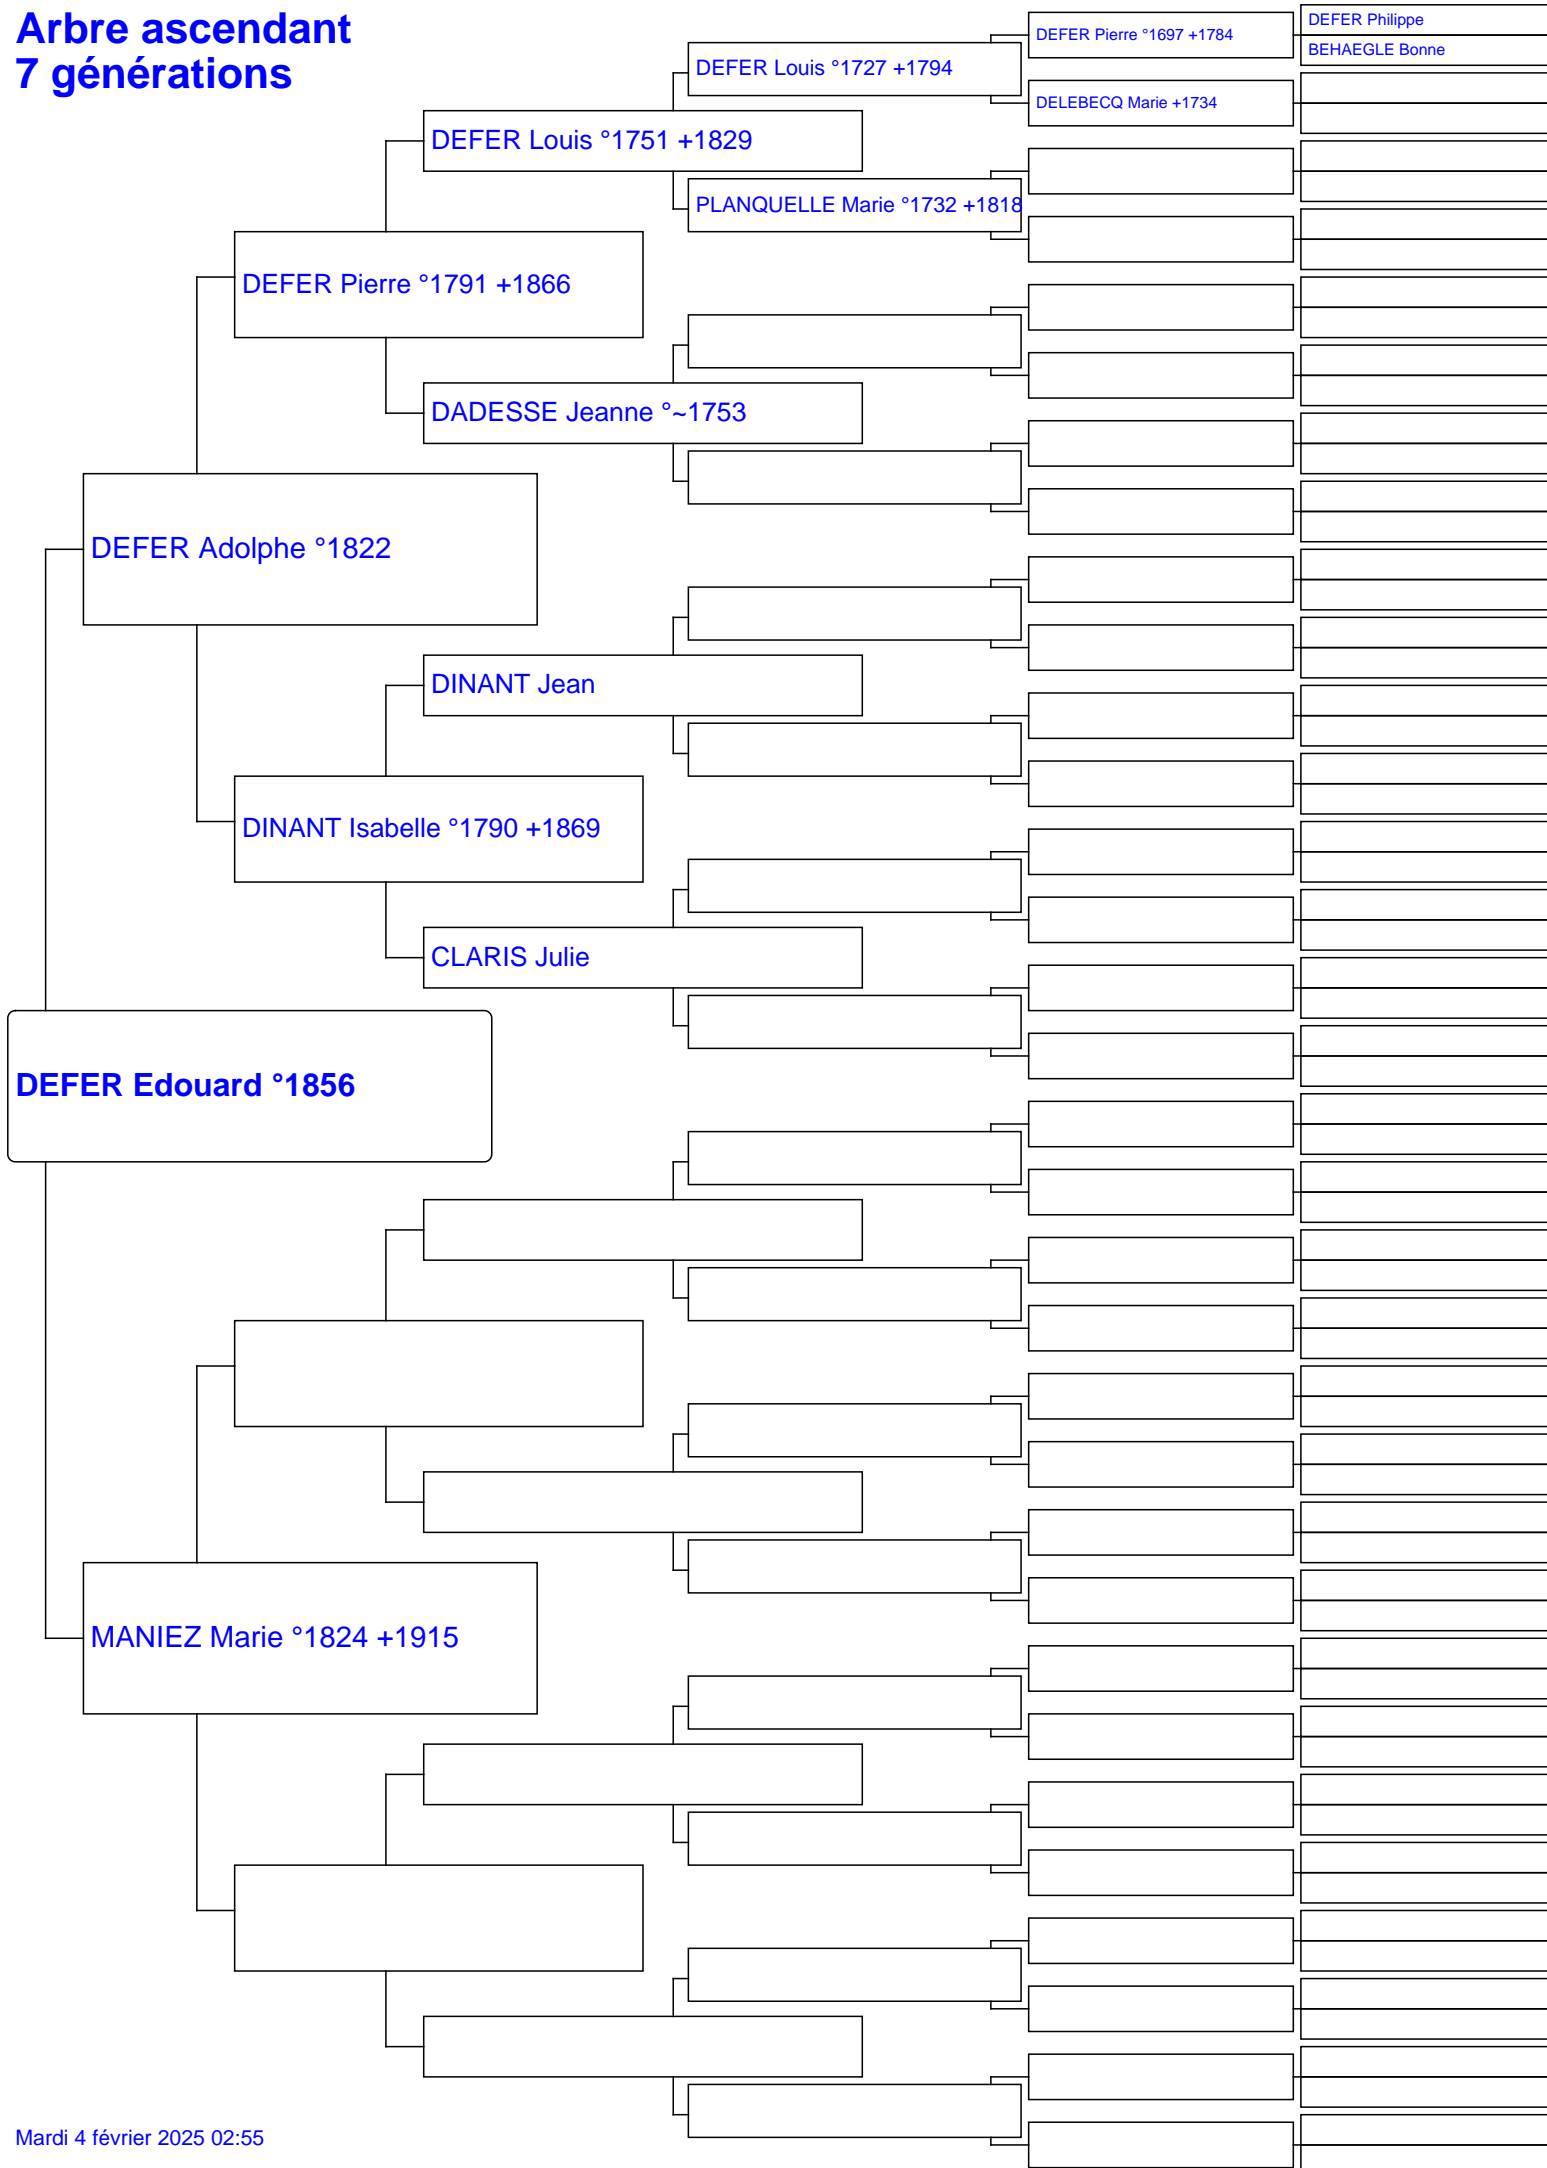 Arbre ascendant
7 générations
DEFER Philippe
DEFER Pierre °1697 +1784
BEHAEGLE Bonne
DEFER Louis °1727 +1794
DELEBECQ Marie +1734
DEFER Louis °1751 +1829
PLANQUELLE Marie °1732 +1818
DEFER Pierre °1791 +1866
DADESSE Jeanne °~1753
DEFER Adolphe °1822
DINANT Jean
DINANT Isabelle °1790 +1869
CLARIS Julie
DEFER Edouard °1856
MANIEZ Marie °1824 +1915
Mardi 4 février 2025 02:55